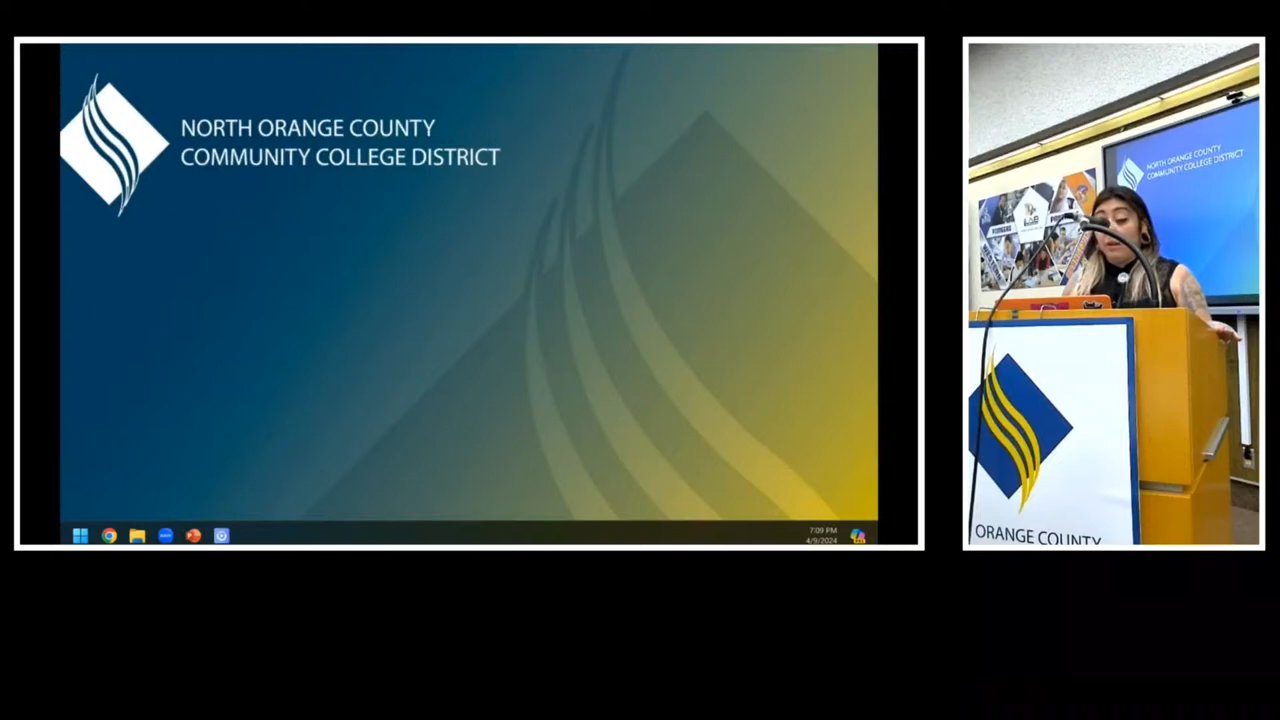 NORTH ORANGE COUNTY
COMMUNITY COLLEGE DISTRICT
7:09 PM
4/9/2024
NORTH ORANGE COUNTY
COMMUNITY COLLEGE DISTRICT
ORANGE COUNTY